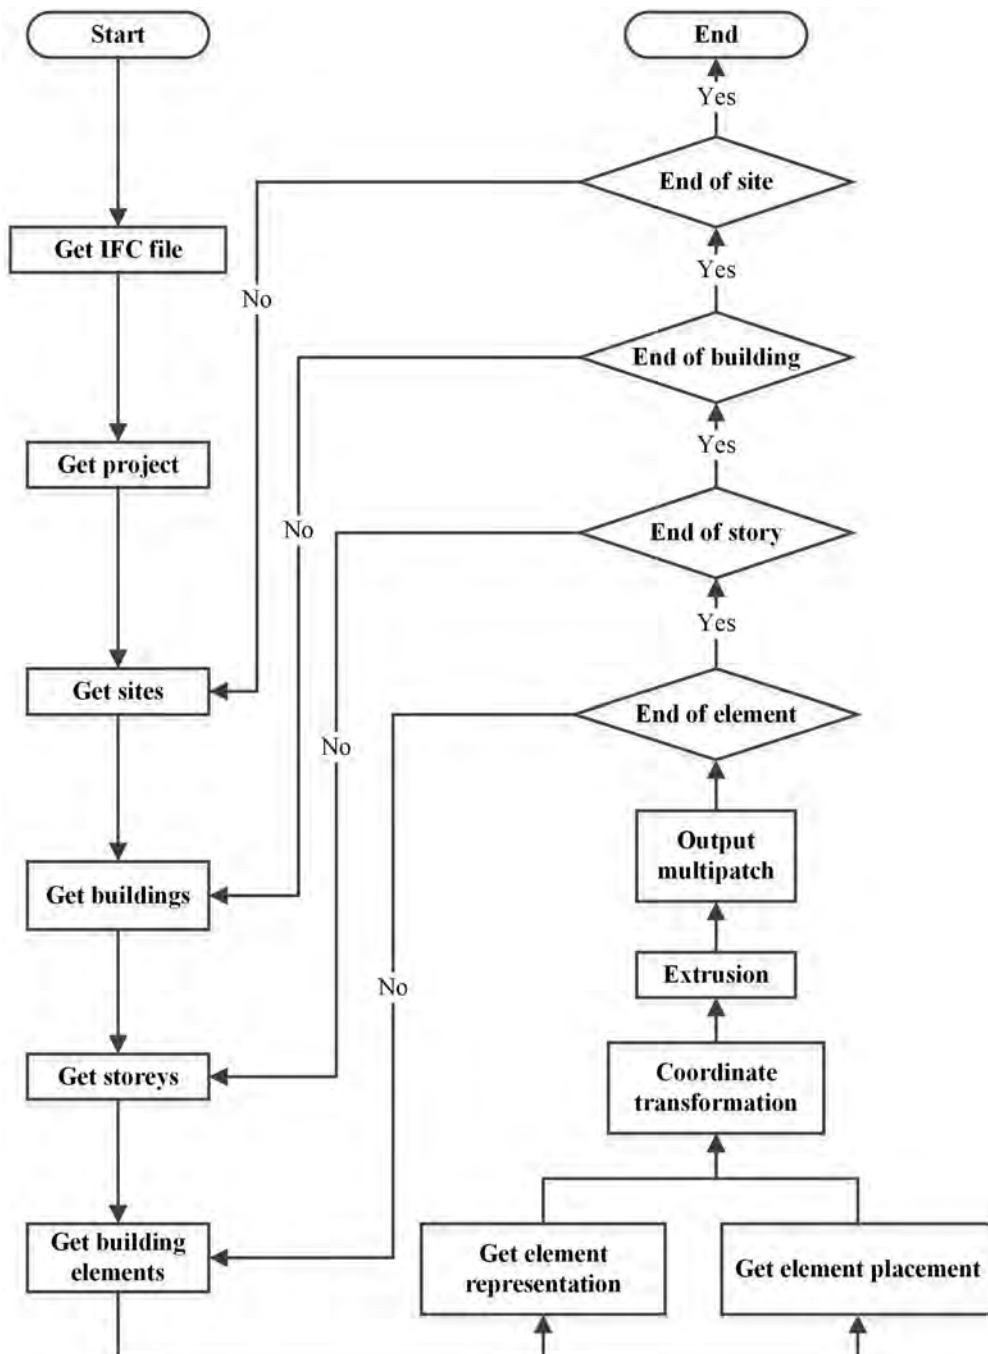 Start
Get IFC file
Get project
Get sites
Get buildings
Get storeys
Get building
elements
Get element
representation
Get element placement
Coordinate
transformation
Extrusion
Output
multipatch
End of element
No
Yes
End of story
No
Yes
End of building
No
Yes
End of site
No
Yes
End